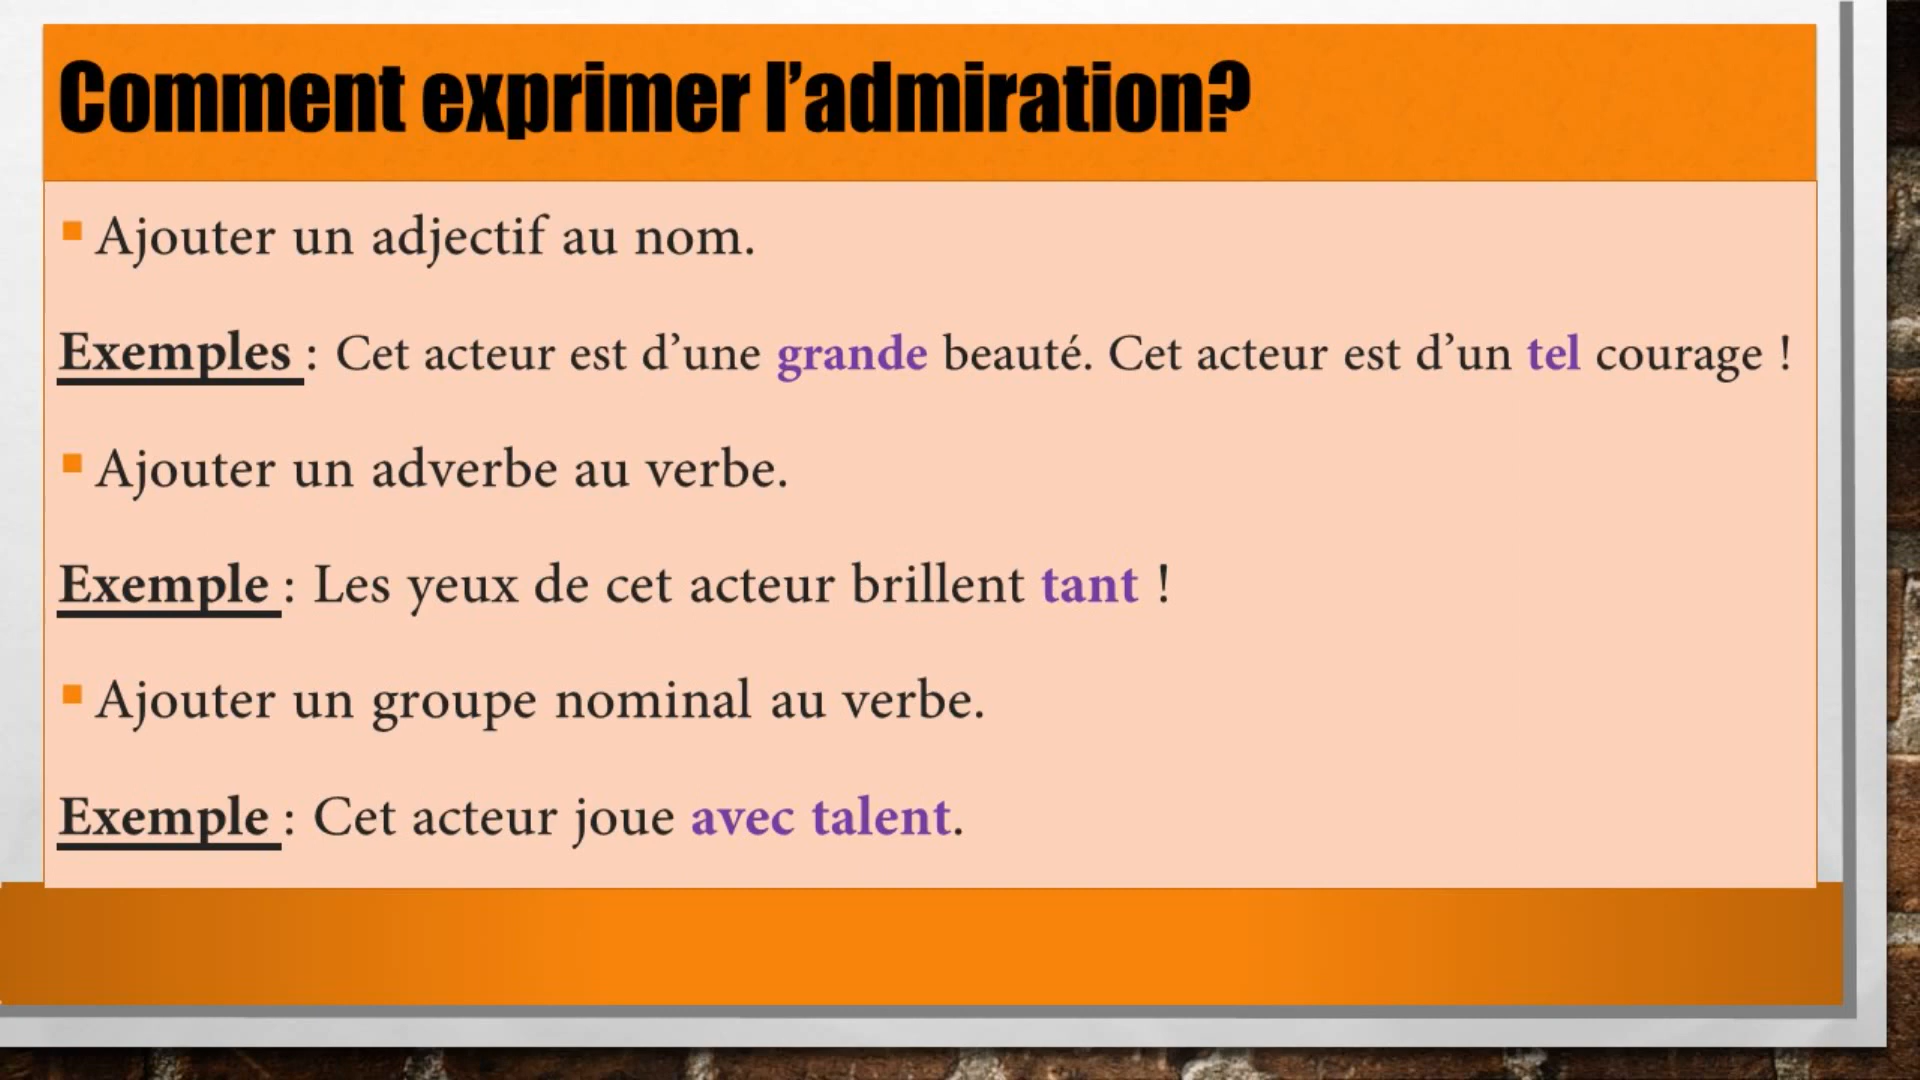 Comment exprimer l’admiration?
▪ Ajouter un adjectif au nom.
Exemples : Cet acteur est d’une grande beauté. Cet acteur est d’un tel courage !
▪ Ajouter un adverbe au verbe.
Exemple : Les yeux de cet acteur brillent tant !
▪ Ajouter un groupe nominal au verbe.
Exemple : Cet acteur joue avec talent.